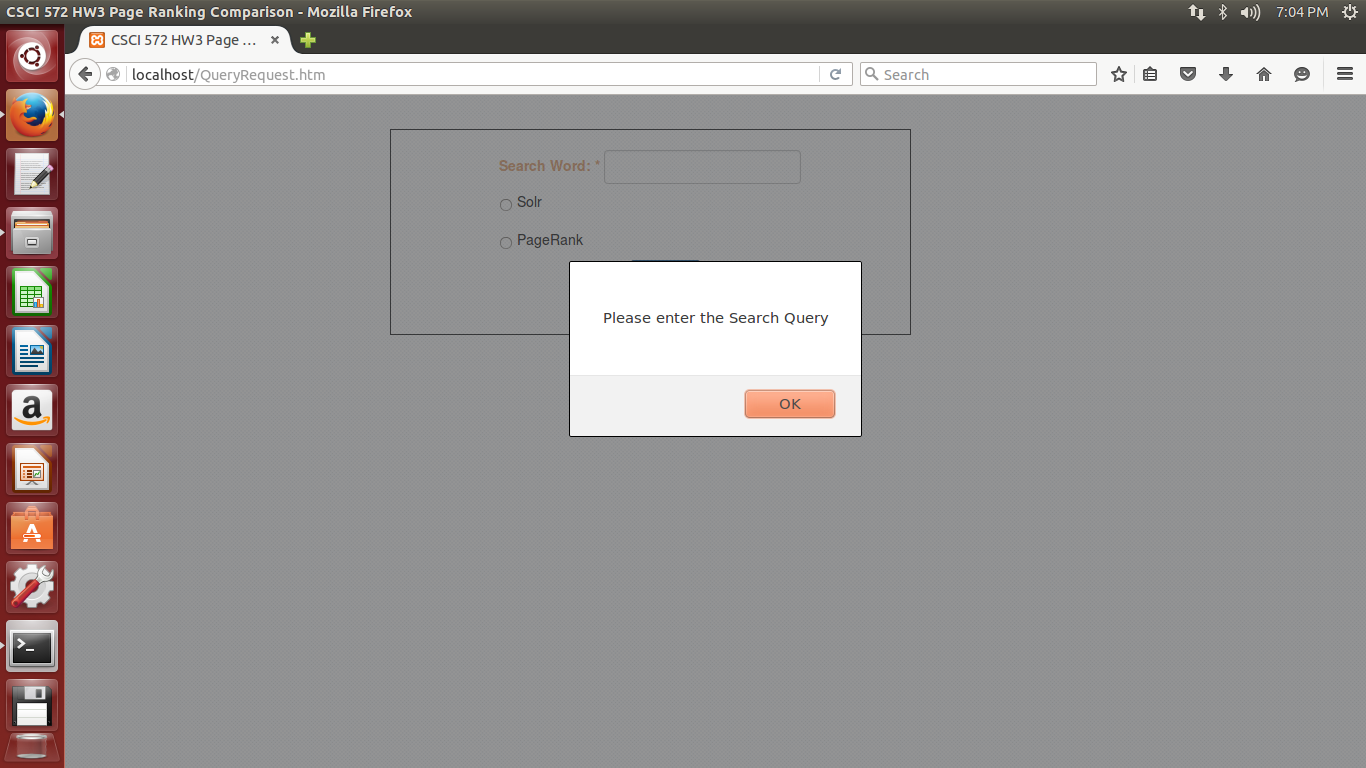 CSCI 572 HW3 Page Ranking Comparison - Mozilla Firefox
7:04 PM
CSCI 572 HW3 Page ...
localhost/QueryRequest.htm
Search
Search Word: *
Solr
PageRank
Please enter the Search Query
OK